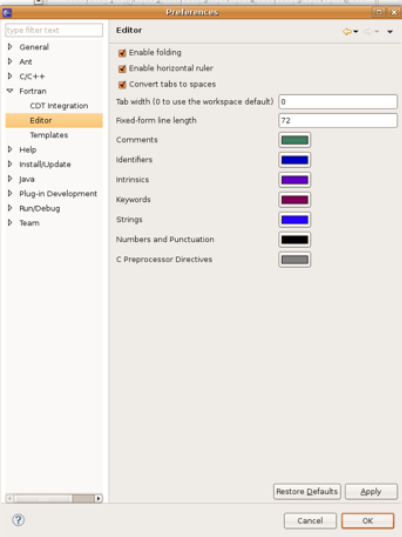 Preferences
type filter text
General
Ant
C/C++
Fortran
CDT Integration
Editor
Templates
Help
Install/Update
Java
Plug-in Development
Run/Debug
Team
Editor
Enable folding
Enable horizontal ruler
Convert tabs to spaces
Tab width (0 to use the workspace default) 0
Fixed-form line length 72
Comments
Identifiers
Intrinsics
Keywords
Strings
Numbers and Punctuation
C Preprocessor Directives
Restore Defaults Apply
? Cancel OK